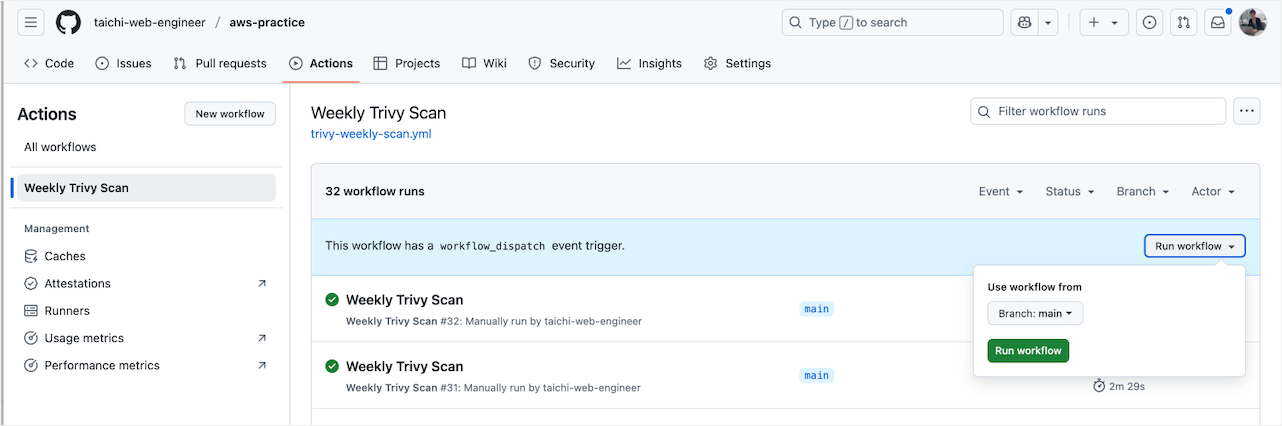 taichi-web-engineer / aws-practice
Type / to search
Code
Issues
Pull requests
Actions
Projects
Wiki
Security
Insights
Settings
Actions
New workflow
All workflows
Weekly Trivy Scan
Management
Caches
Attestations
Runners
Usage metrics
Performance metrics
Weekly Trivy Scan
trivy-weekly-scan.yml
Filter workflow runs
32 workflow runs
Event
Status
Branch
Actor
This workflow has a workflow_dispatch event trigger.
Run workflow
Use workflow from
Branch: main
Run workflow
Weekly Trivy Scan
Weekly Trivy Scan #32: Manually run by taichi-web-engineer
main
Weekly Trivy Scan
Weekly Trivy Scan #31: Manually run by taichi-web-engineer
main
2m 29s